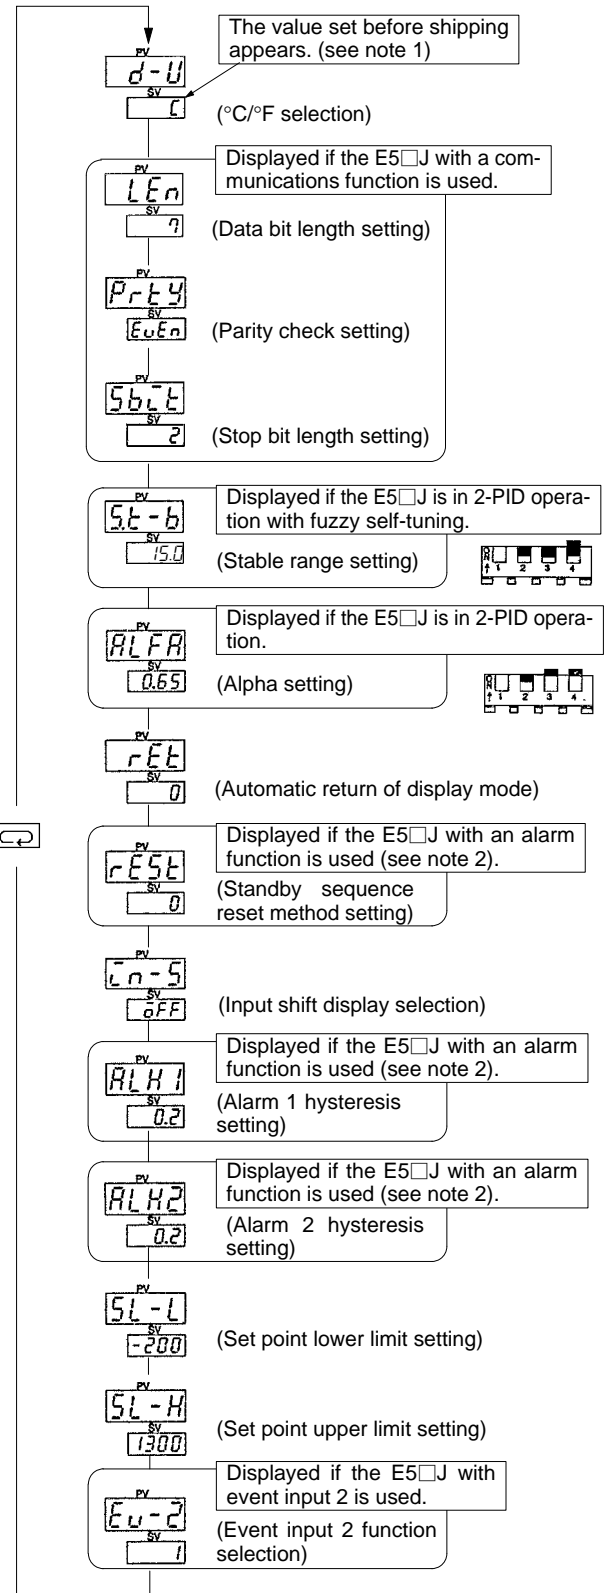 The value set before shipping
appears. (see note 1)
PV
d-U
SV
C
(°C/°F selection)
Displayed if the E5□J with a com-
munications function is used.
PV
LEn
SV
7
(Data bit length setting)
PV
PrtY
SV
EvEn
(Parity check setting)
PV
Sbit
SV
2
(Stop bit length setting)
Displayed if the E5□J is in 2-PID opera-
tion with fuzzy self-tuning.
PV
S.t-b
SV
15.0
(Stable range setting)
ON
↑ 1 2 3 4
Displayed if the E5□J is in 2-PID opera-
tion.
PV
ALFA
SV
0.65
(Alpha setting)
ON
↑ 1 2 3 4
PV
rEt
SV
0
(Automatic return of display mode)
Displayed if the E5□J with an alarm
function is used (see note 2).
PV
rESt
SV
0
(Standby sequence
reset method setting)
PV
in-S
SV
oFF
(Input shift display selection)
Displayed if the E5□J with an alarm
function is used (see note 2).
PV
ALH1
SV
0.2
(Alarm 1 hysteresis
setting)
Displayed if the E5□J with an alarm
function is used (see note 2).
PV
ALH2
SV
0.2
(Alarm 2 hysteresis
setting)
PV
SL-L
SV
-200
(Set point lower limit setting)
PV
SL-H
SV
1300
(Set point upper limit setting)
Displayed if the E5□J with
event input 2 is used.
PV
Ev-2
SV
1
(Event input 2 function
selection)